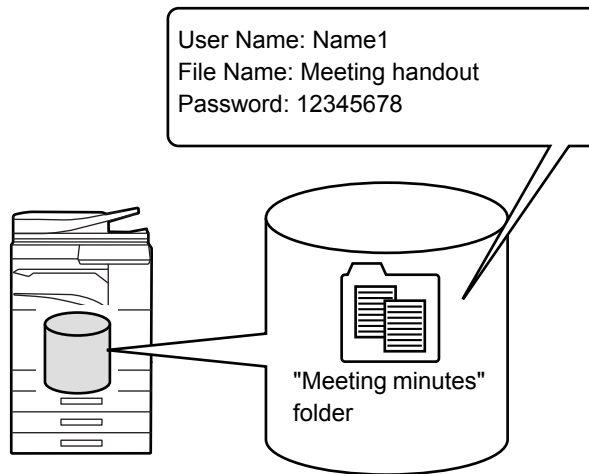 User Name: Name1
File Name: Meeting handout
Password: 12345678
"Meeting minutes"
folder